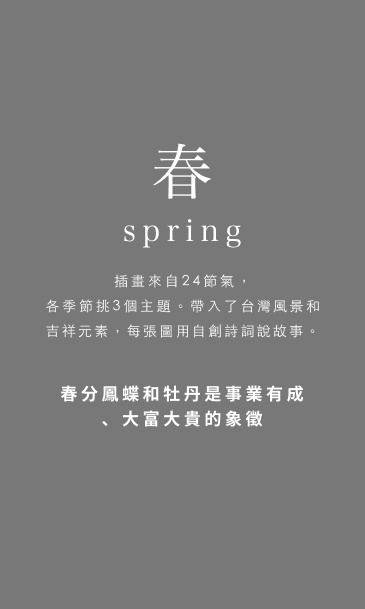 春
spring
插畫來自24節氣，
各季節挑3個主題。帶入了台灣風景和
吉祥元素，每張圖用自創詩詞說故事。
春分鳳蝶和牡丹是事業有成
、大富大貴的象徵